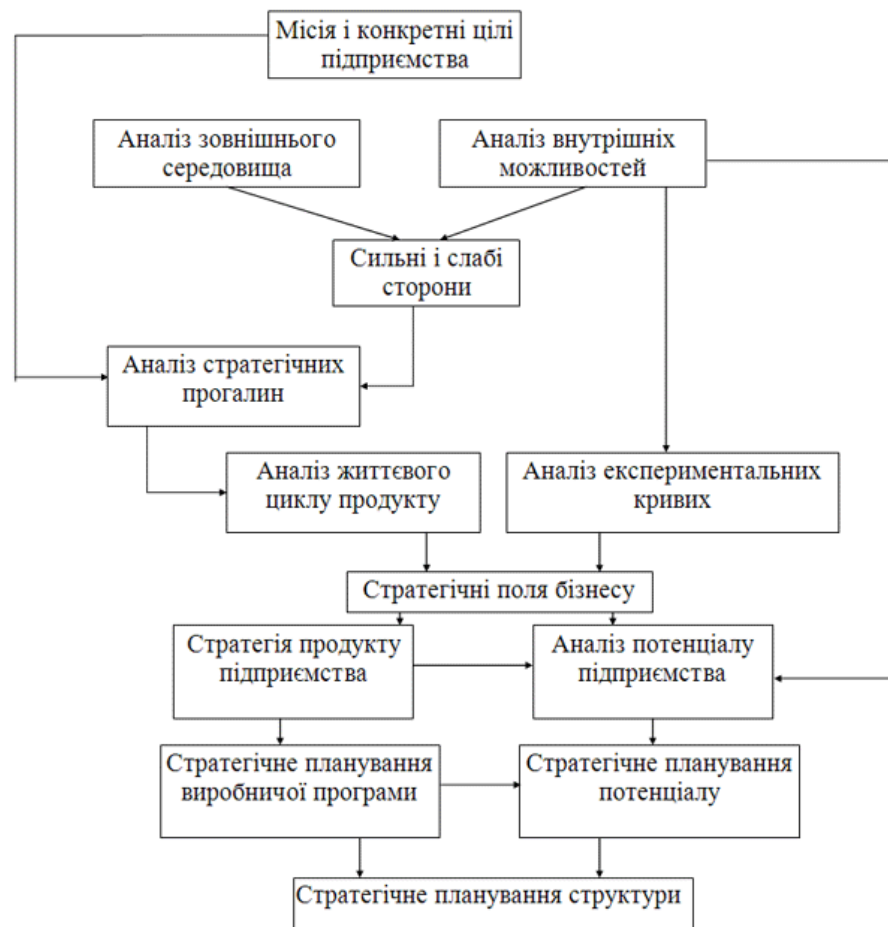 Місія і конкретні цілі
підприємства
Аналіз зовнішнього
середовища
Аналіз внутрішніх
можливостей
Сильні і слабі
сторони
Аналіз стратегічних
прогалин
Аналіз життєвого
циклу продукту
Аналіз експериментальних
кривих
Стратегічні поля бізнесу
Стратегія продукту
підприємства
Аналіз потенціалу
підприємства
Стратегічне планування
виробничої програми
Стратегічне планування
потенціалу
Стратегічне планування структури